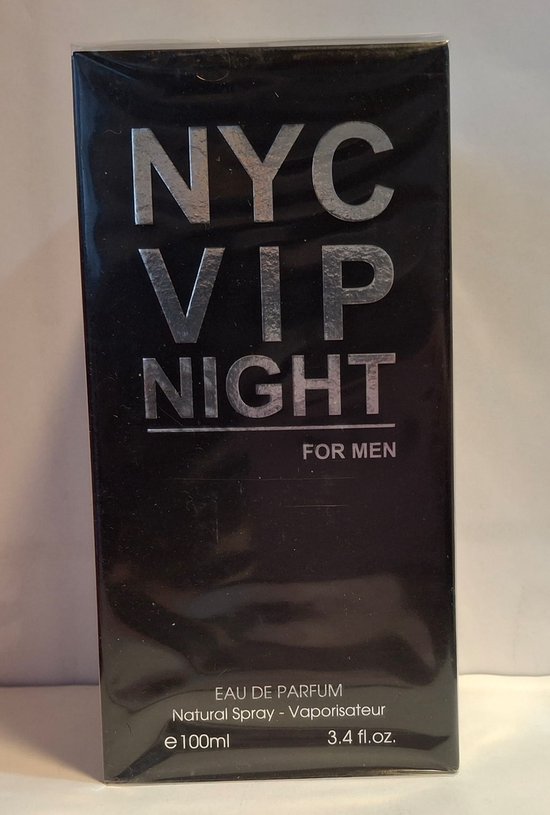 NYC
VIP
NIGHT
FOR MEN
EAU DE PARFUM
Natural Spray - Vaporisateur
℮100ml 3.4 fl.oz.